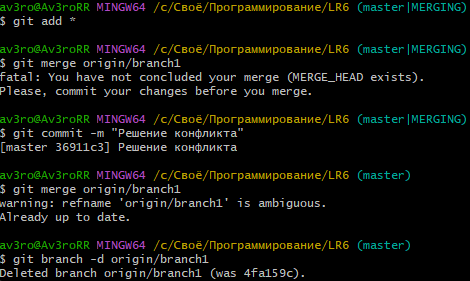 av3ro@Av3roRR MINGW64 /c/Своё/Программирование/LR6 (master|MERGING)
$ git add *
av3ro@Av3roRR MINGW64 /c/Своё/Программирование/LR6 (master|MERGING)
$ git merge origin/branch1
fatal: You have not concluded your merge (MERGE_HEAD exists).
Please, commit your changes before you merge.
av3ro@Av3roRR MINGW64 /c/Своё/Программирование/LR6 (master|MERGING)
$ git commit -m "Решение конфликта"
[master 36911c3] Решение конфликта
av3ro@Av3roRR MINGW64 /c/Своё/Программирование/LR6 (master)
$ git merge origin/branch1
warning: refname 'origin/branch1' is ambiguous.
Already up to date.
av3ro@Av3roRR MINGW64 /c/Своё/Программирование/LR6 (master)
$ git branch -d origin/branch1
Deleted branch origin/branch1 (was 4fa159c).